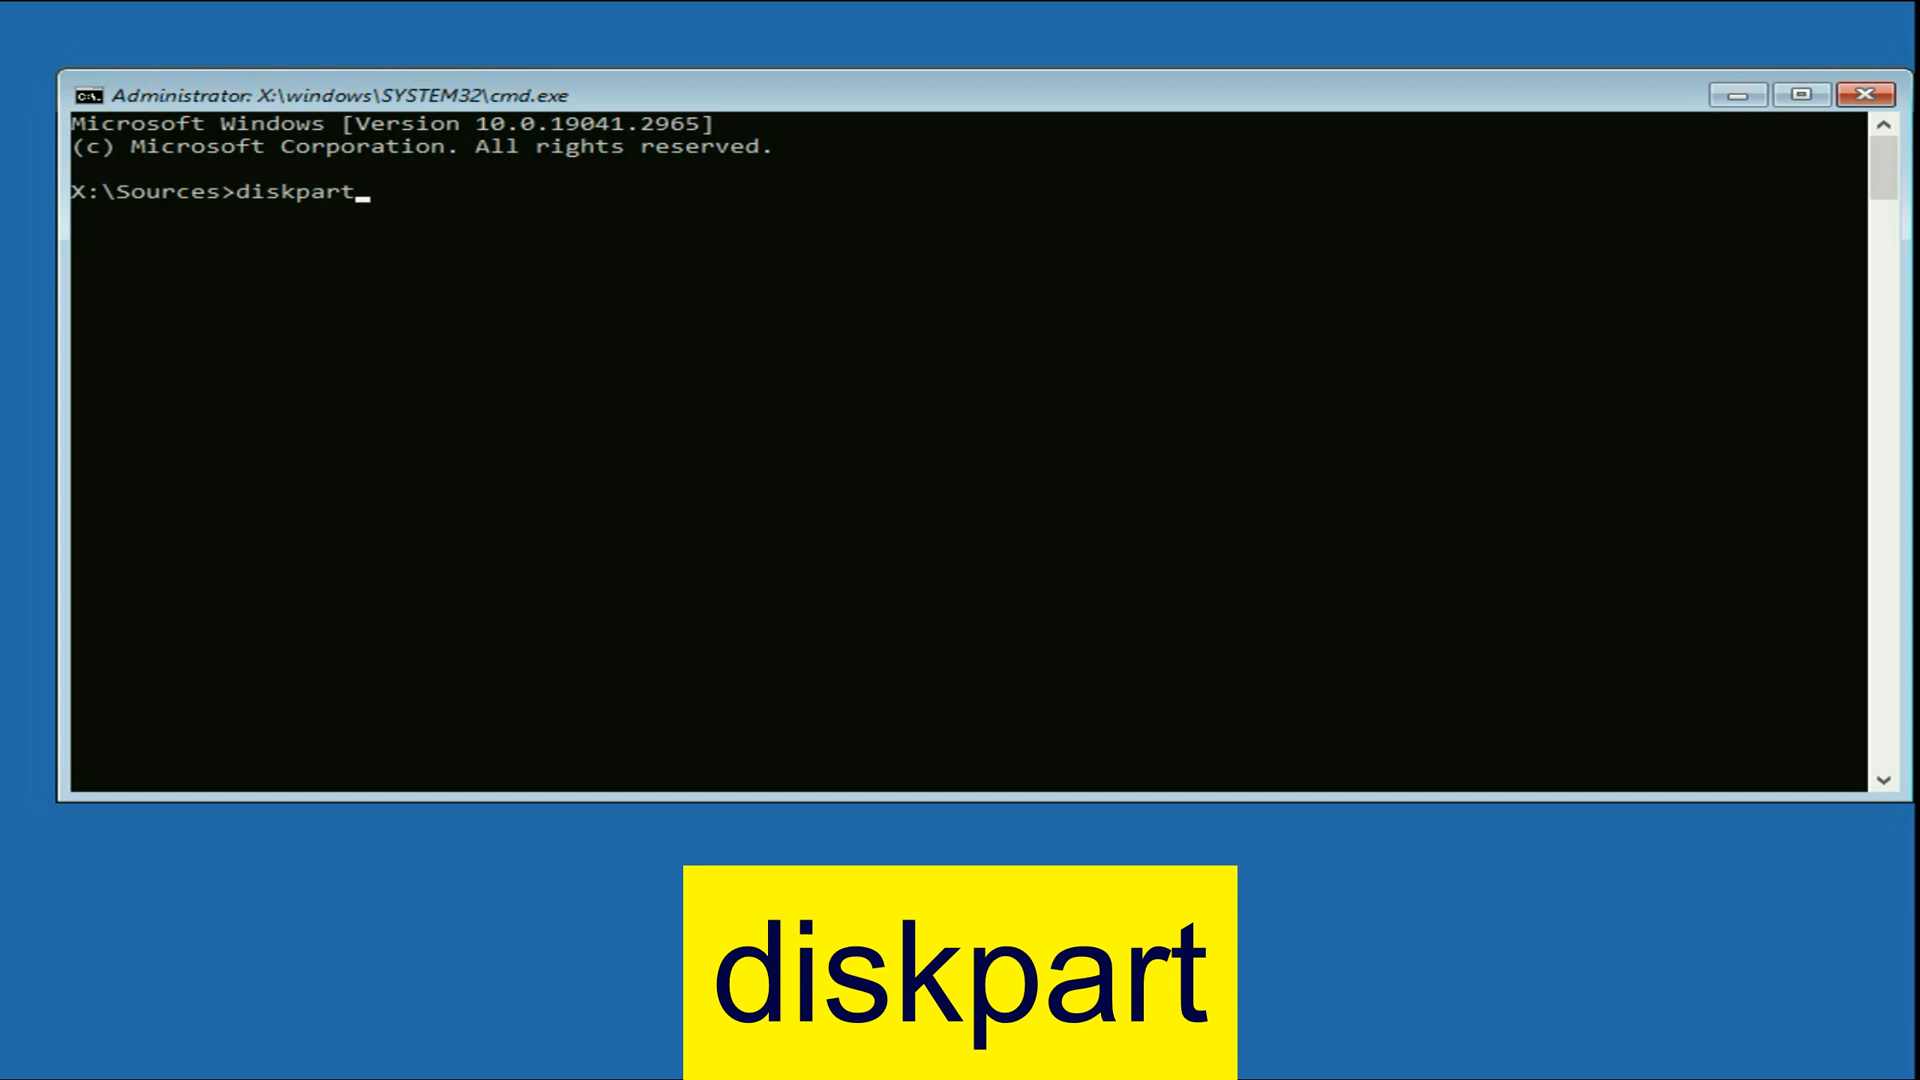 Administrator: X:\windows\SYSTEM32\cmd.exe
Microsoft Windows [Version 10.0.19041.2965]
(c) Microsoft Corporation. All rights reserved.
X:\Sources>diskpart
diskpart